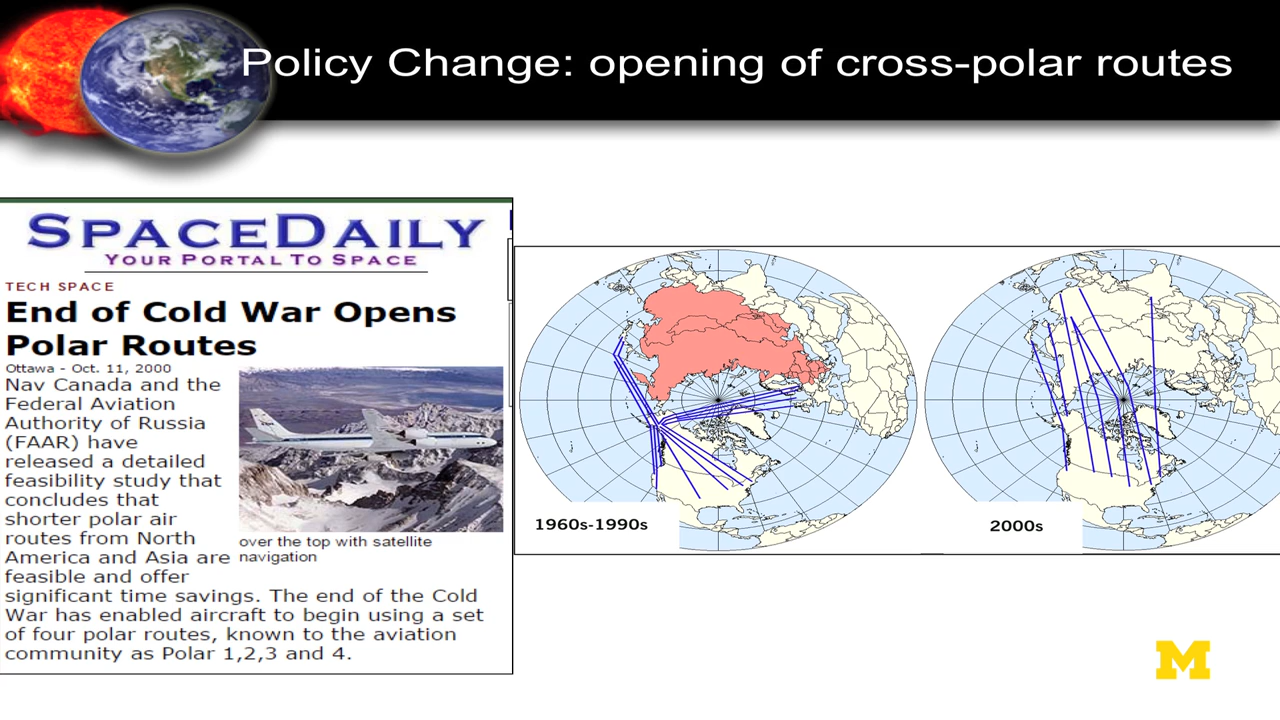 Policy Change: opening of cross-polar routes
SPACEDAILY
YOUR PORTAL TO SPACE
TECH SPACE
End of Cold War Opens
Polar Routes
Ottawa - Oct. 11, 2000
Nav Canada and the
Federal Aviation
Authority of Russia
(FAAR) have
released a detailed
feasibility study that
concludes that
shorter polar air
routes from North
America and Asia are
feasible and offer
over the top with satellite
navigation
significant time savings. The end of the Cold
War has enabled aircraft to begin using a set
of four polar routes, known to the aviation
community as Polar 1,2,3 and 4.
1960s-1990s
2000s
M